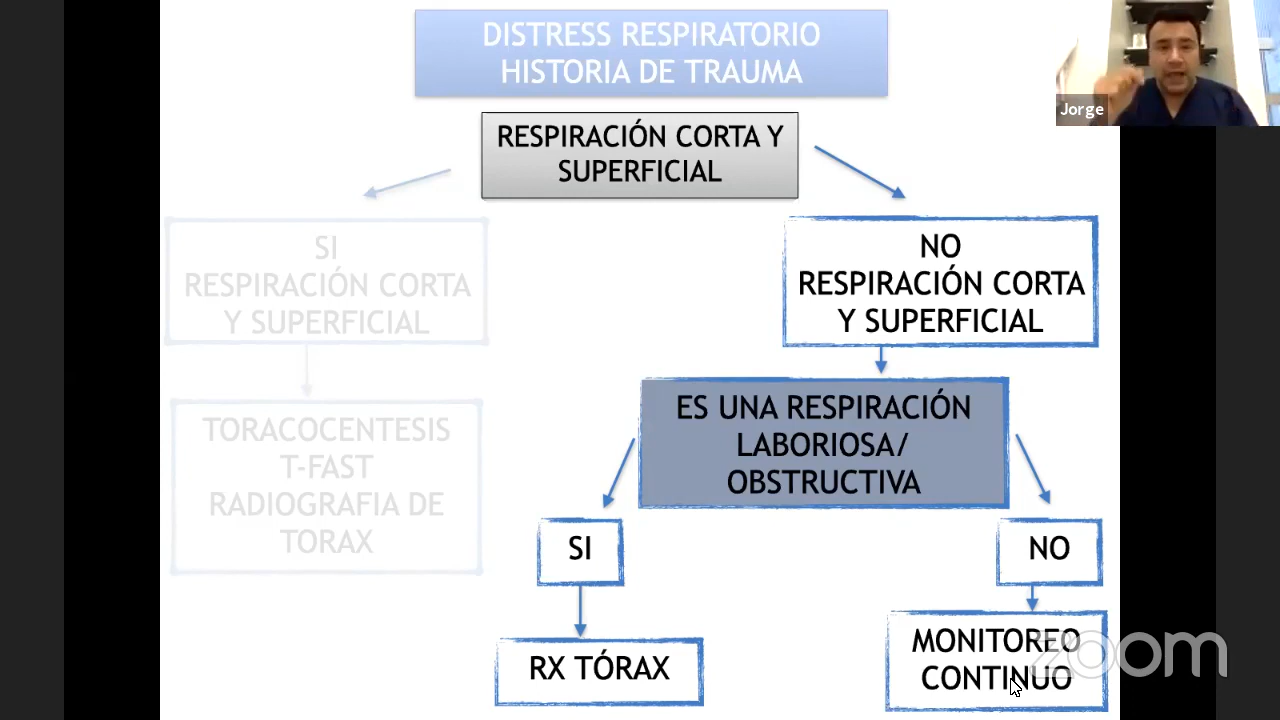 DISTRESS RESPIRATORIO
HISTORIA DE TRAUMA
Jorge
RESPIRACIÓN CORTA Y
SUPERFICIAL
SI
RESPIRACIÓN CORTA
Y SUPERFICIAL
NO
RESPIRACIÓN CORTA
Y SUPERFICIAL
TORACOCENTESIS
T-FAST
RADIOGRAFIA DE
TORAX
ES UNA RESPIRACIÓN
LABORIOSA/
OBSTRUCTIVA
SI
NO
RX TÓRAX
MONITOREO
CONTINUO
zoom